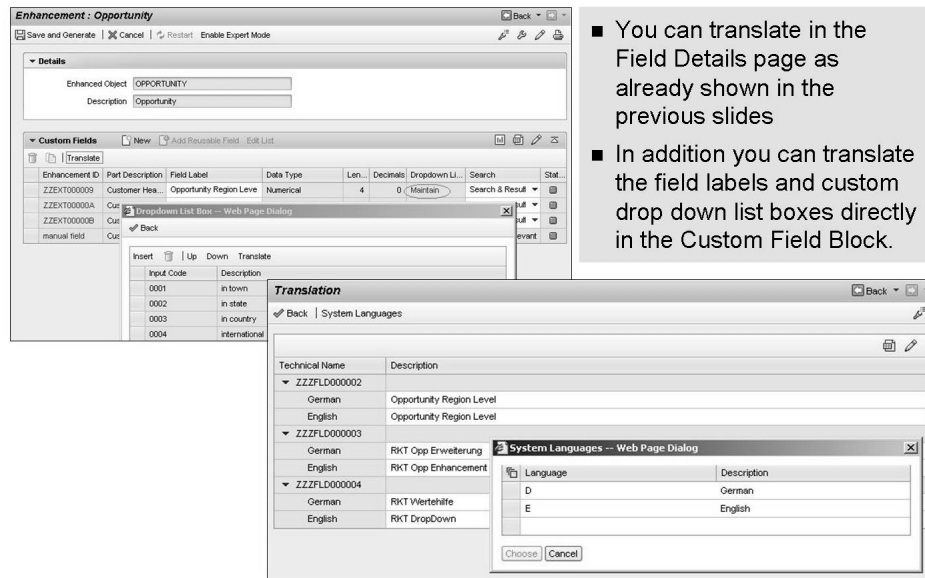 Enhancement : Opportunity
Back
Save and Generate | Cancel | Restart Enable Expert Mode
Details
Enhanced Object OPPORTUNITY
Description Opportunity
Custom Fields New Add Reusable Field Edit List
Translate
Enhancement ID Part Description Field Label Data Type Len... Decimals Dropdown Li... Search Stat...
ZZEXT000009 Customer Hea... Opportunity Region Leve Numerical 4 0 Maintain Search & Result
ZZEXT00000A Cus
ZZEXT00000B Cus
manual field Cus evant
Dropdown List Box -- Web Page Dialog
Back
Insert | Up Down Translate
Input Code Description
0001 in town
0002 in state
0003 in country
0004 international
You can translate in the
Field Details page as
already shown in the
previous slides
In addition you can translate
the field labels and custom
drop down list boxes directly
in the Custom Field Block.
Translation
Back
Back | System Languages
Technical Name Description
ZZZFLD000002
German Opportunity Region Level
English Opportunity Region Level
ZZZFLD000003
German RKT Opp Erweiterung
English RKT Opp Enhancement
ZZZFLD000004
German RKT Wertehilfe
English RKT DropDown
System Languages -- Web Page Dialog
Language Description
D German
E English
Choose Cancel